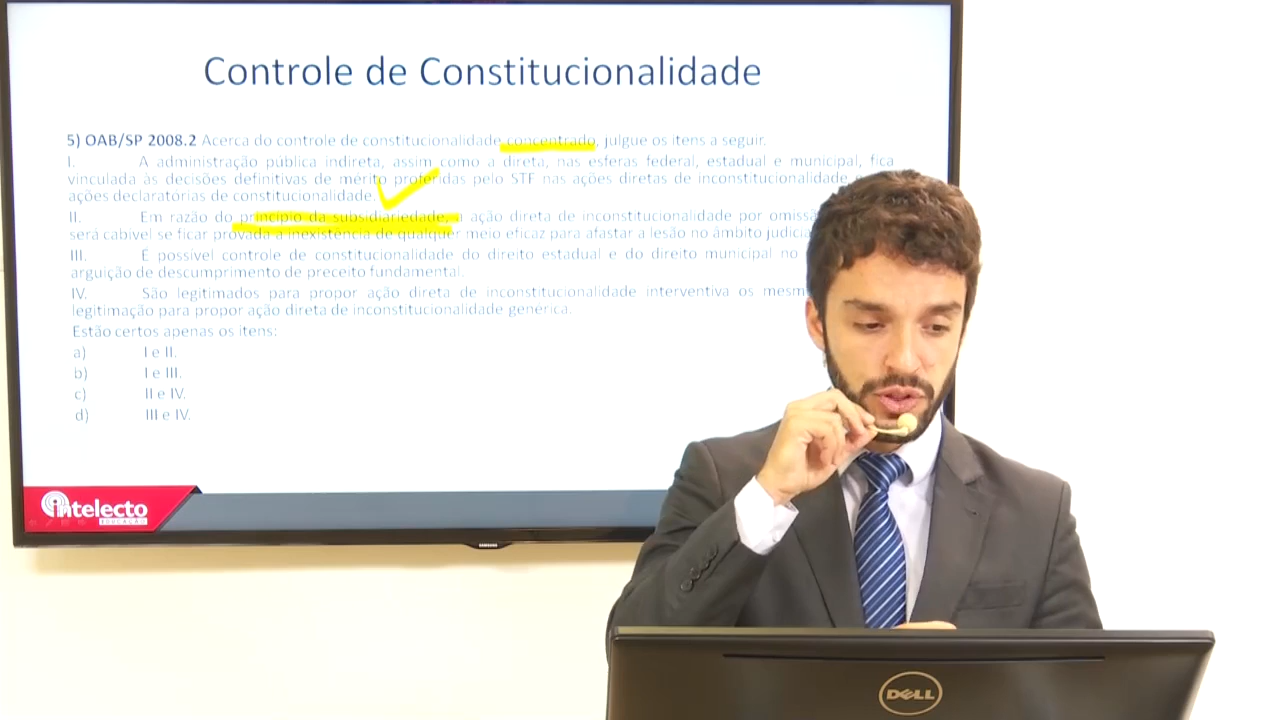 Controle de Constitucionalidade
5) OAB/SP 2008.2 Acerca do controle de constitucionalidade concentrado, julgue os itens a seguir.
I. A administração pública indireta, assim como a direta, nas esferas federal, estadual e municipal, fica
vinculada às decisões definitivas de mérito proferidas pelo STF nas ações diretas de inconstitucionalidade
ações declaratórias de constitucionalidade.
II. Em razão do princípio da subsidiariedade, a ação direta de inconstitucionalidade por
será cabível se ficar provada a inexistência de qualquer meio eficaz para afastar a lesão no âmbito
III. É possível controle de constitucionalidade do direito estadual e do direito municipal no
arguição de descumprimento de preceito fundamental.
IV. São legitimados para propor ação direta de inconstitucionalidade interventiva os
legitimação para propor ação direta de inconstitucionalidade genérica.
Estão certos apenas os itens:
a) I e II.
b) I e III.
c) II e IV.
d) III e IV.
intelecto
EDUCAÇÃO
SAMSUNG
DELL